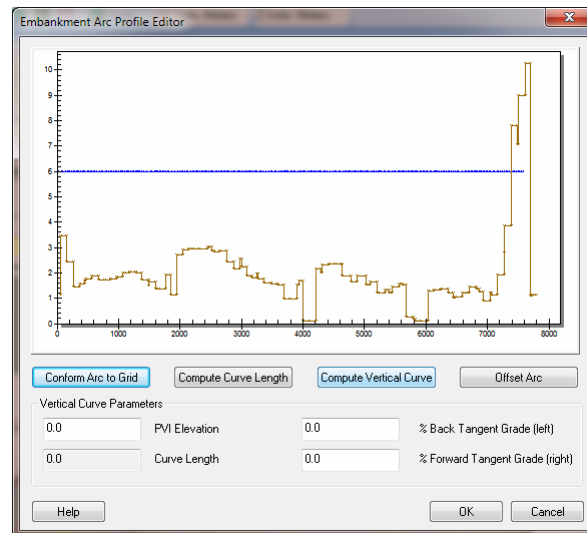 Embankment Arc Profile Editor
10
9
8
7
6
5
4
3
2
1
0
0 1000 2000 3000 4000 5000 6000 7000 8000
Conform Arc to Grid Compute Curve Length Compute Vertical Curve Offset Arc
Vertical Curve Parameters
0.0 PVI Elevation 0.0 % Back Tangent Grade (left)
0.0 Curve Length 0.0 % Forward Tangent Grade (right)
Help OK Cancel